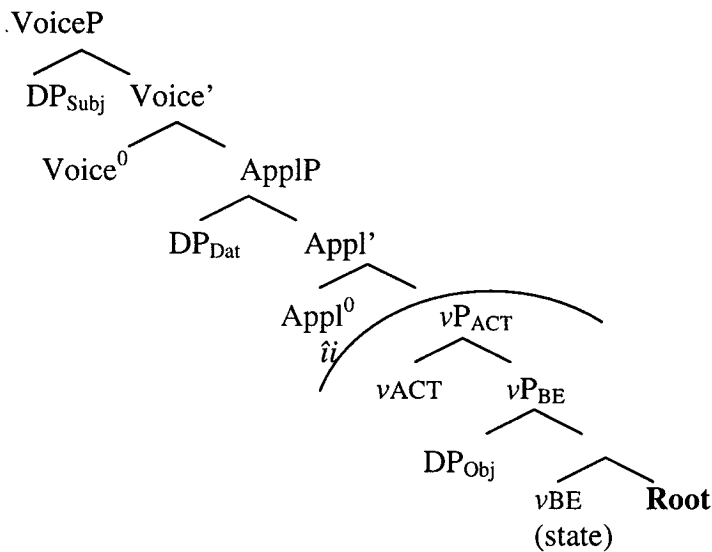 .VoiceP
DPSubj Voice’
Voice0 ApplP
DPDat Appl’
Appl0 vPACT
îi
vACT vPBE
DPObj
vBE Root
(state)